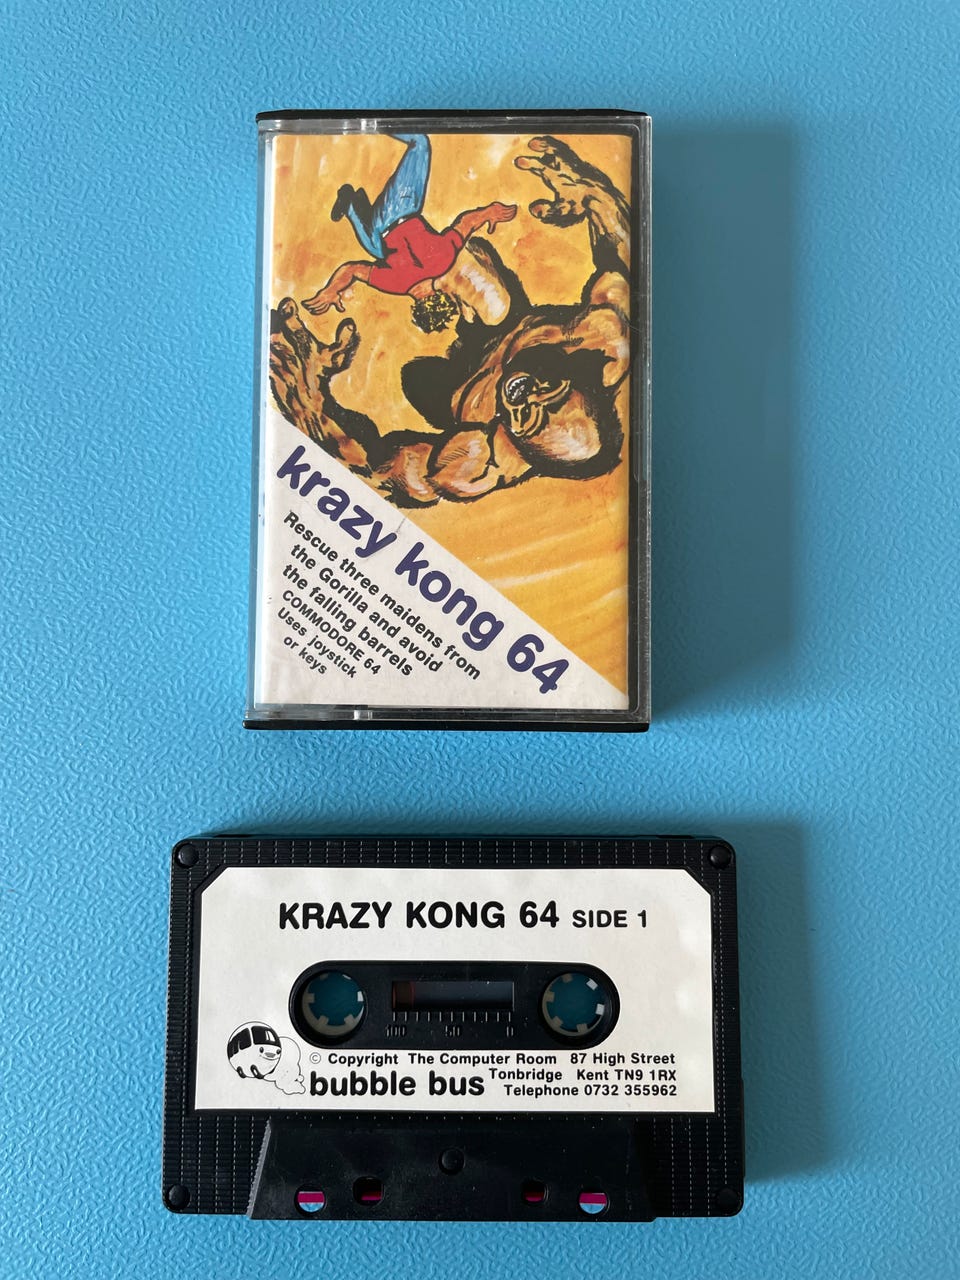 krazy kong 64
Rescue three maidens from
the Gorilla and avoid
the falling barrels
COMMODORE 64
Uses joystick
or keys
KRAZY KONG 64 SIDE 1
100 50 0
© Copyright The Computer Room 87 High Street
bubble bus Tonbridge Kent TN9 1RX
Telephone 0732 355962